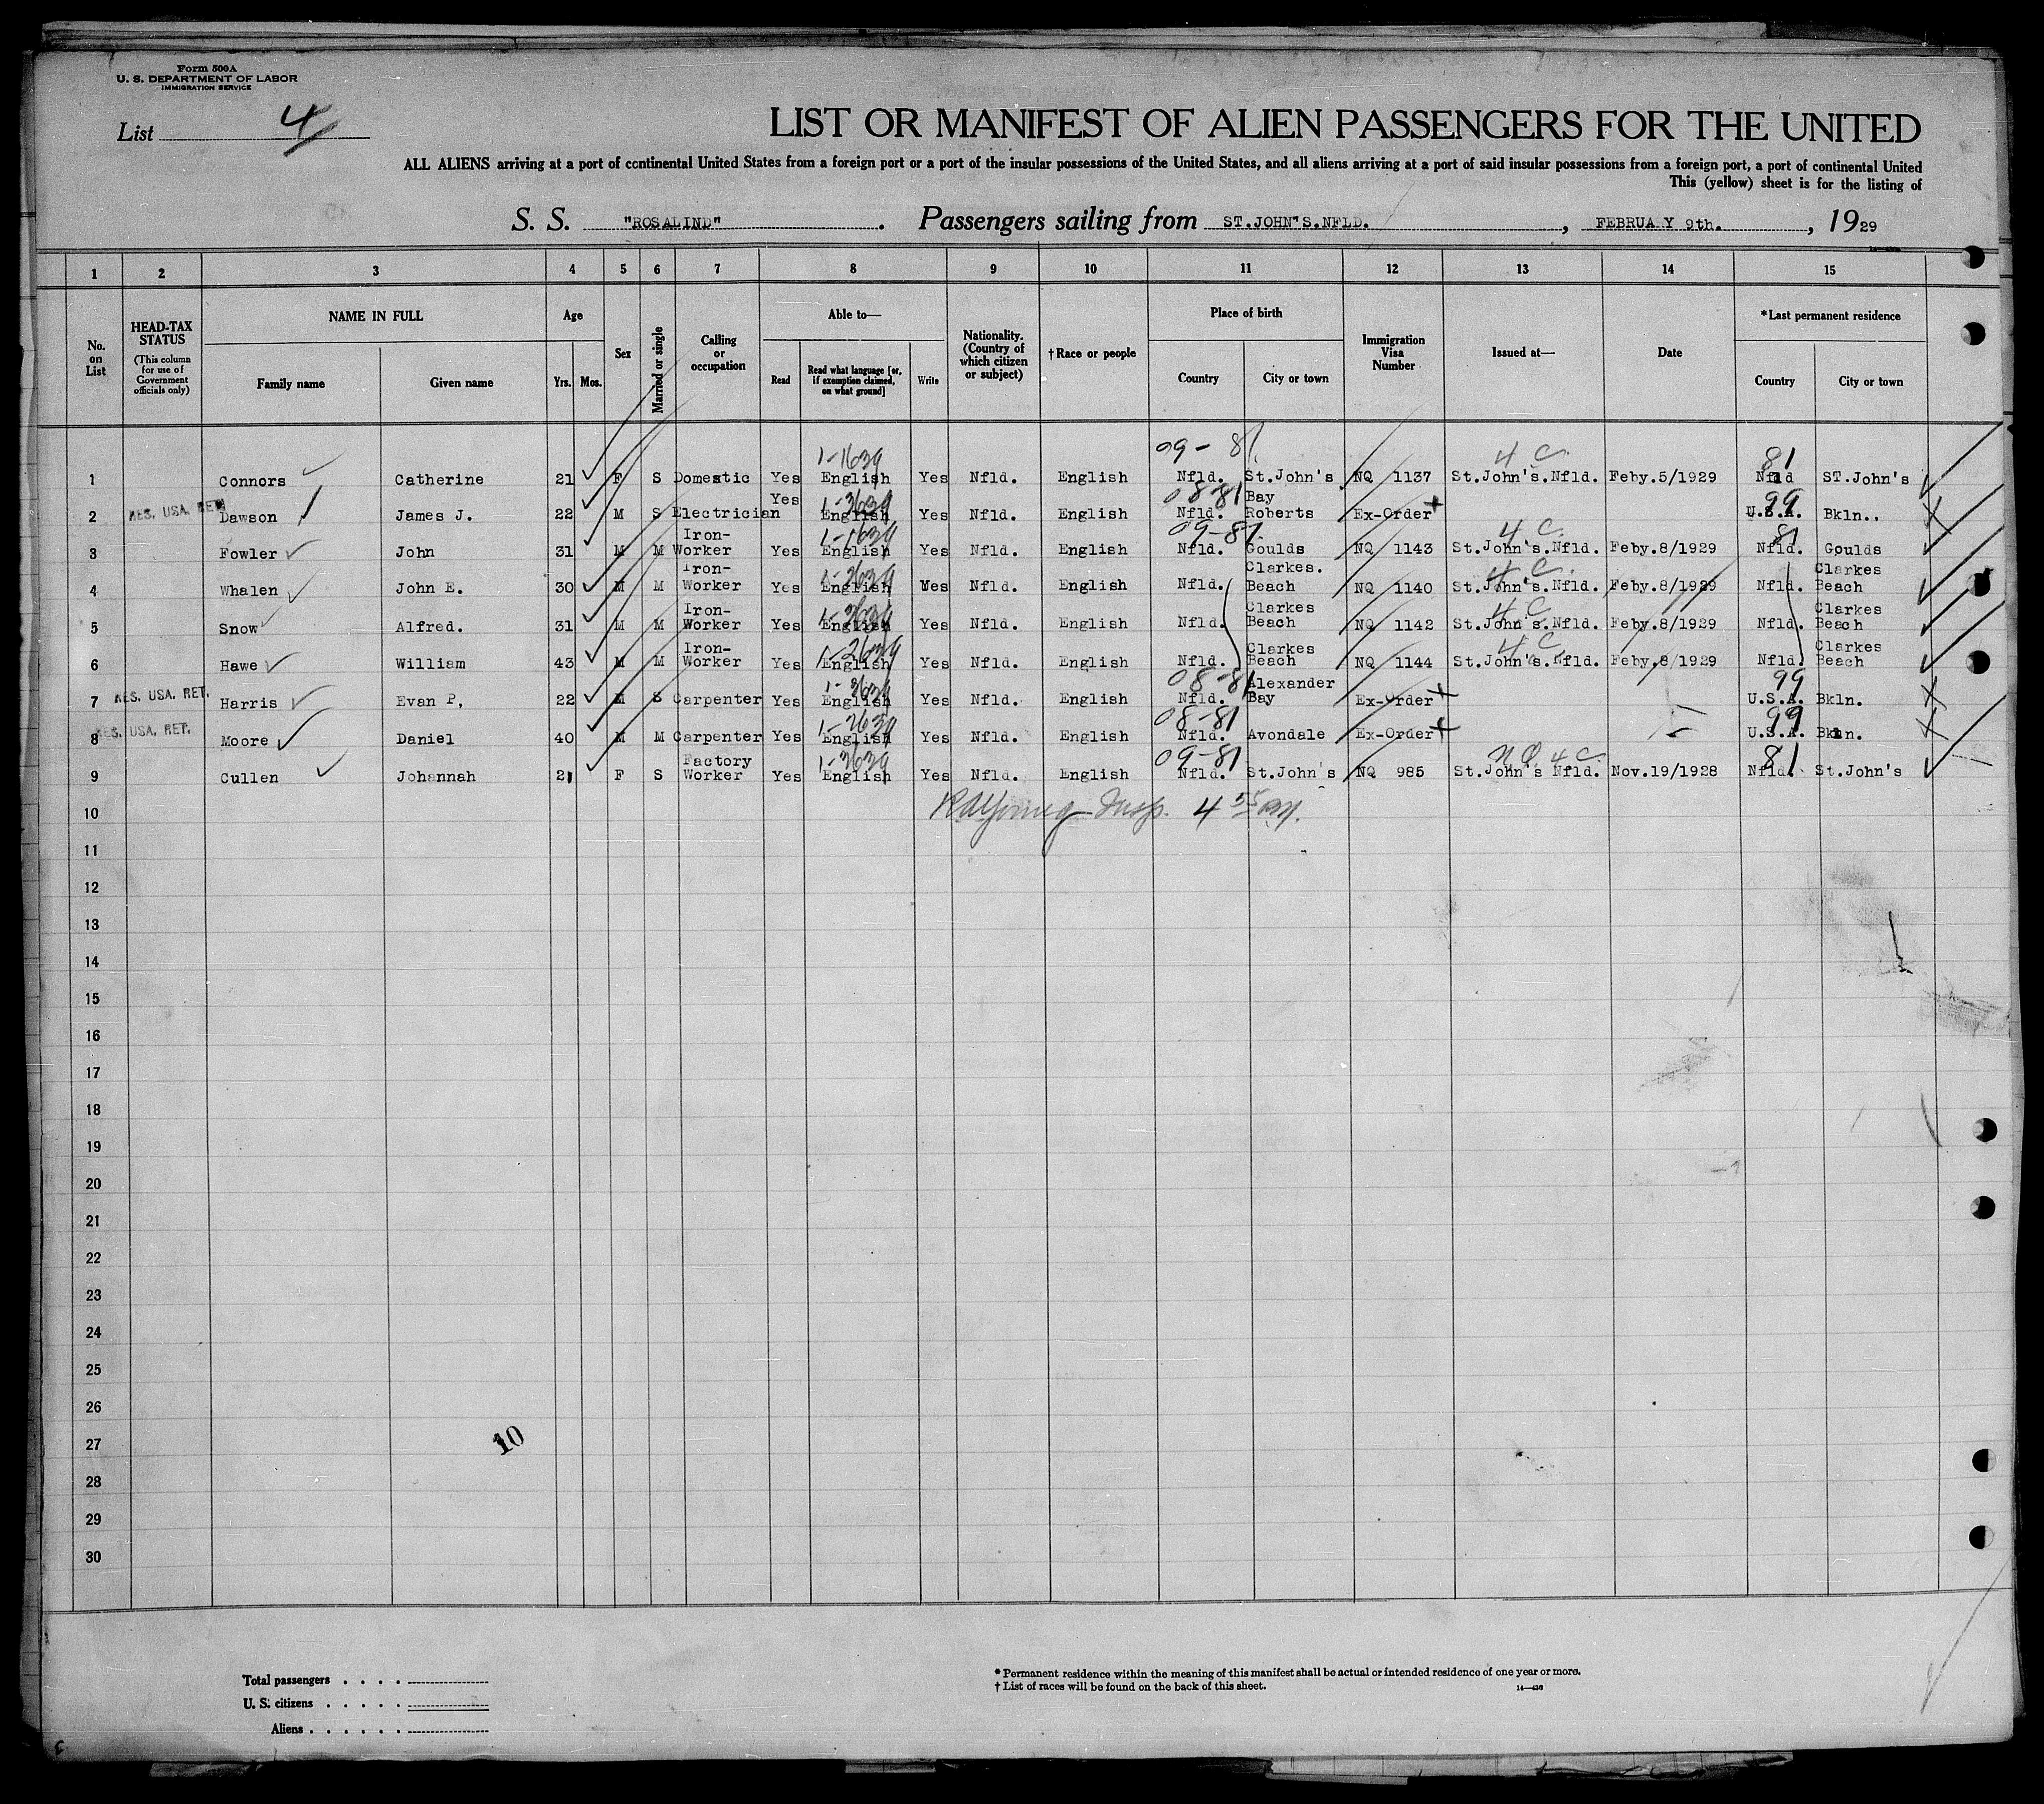 Form 500A
U. S. DEPARTMENT OF LABOR
IMMIGRATION SERVICE
List 4
LIST OR MANIFEST OF ALIEN PASSENGERS FOR THE UNITED
ALL ALIENS arriving at a port of continental United States from a foreign port or a port of the insular possessions of the United States, and all aliens arriving at a port of said insular possessions from a foreign port, a port of continental United
This (yellow) sheet is for the listing of
S. S. "ROSALIND". Passengers sailing from ST.JOHN"S.NFLD. , FEBRUA Y 9th. , 1929
1 2 3 4 5 6 7 8 9 10 11 12 13 14 15
No. on List
HEAD-TAX STATUS (This column for use of Government officials only)
NAME IN FULL
Family name Given name
Age
Yrs. Mos.
Sex
Married or single
Calling or occupation
Able to—
Read
Read what language [or, if exemption claimed, on what ground]
Write
Nationality. (Country of which citizen or subject)
†Race or people
Place of birth
Country City or town
Immigration Visa Number
Issued at—
Date
*Last permanent residence
Country City or town
09-81 4 C. 81
1-1639
1 Connors Catherine 21 F S Domestic Yes English Yes Nfld. English Nfld. St.John's NQ 1137 St.John's.Nfld. Feby.5/1929 Nfld ST.John's
08-81 99
1-3639
2 RES. USA. RET. Dawson James J. 22 M S Electrician Yes English Yes Nfld. English Nfld. Bay Roberts Ex-Order U.S.A. Bkln.,
09-81 4 C. 81
1-1639
3 Fowler John 31 M M Iron-Worker Yes English Yes Nfld. English Nfld. Goulds NQ 1143 St.John's.Nfld. Feby.8/1929 Nfld. Goulds
4 C.
1-2639
4 Whalen John E. 30 M M Iron-Worker Yes English Yes Nfld. English Nfld. Clarkes. Beach NQ 1140 St.John's.Nfld. Feby.8/1929 Nfld. Clarkes Beach
4 C
1-2639
5 Snow Alfred. 31 M M Iron-Worker Yes English Yes Nfld. English Nfld. Clarkes Beach NQ 1142 St.John's.Nfld. Feby.8/1929 Nfld. Clarkes Beach
4 C
1-2639
6 Hawe William 43 M M Iron-Worker Yes English Yes Nfld. English Nfld. Clarkes Beach NQ 1144 St.John's.Nfld. Feby.8/1929 Nfld. Clarkes Beach
08-81 99
1-3639
7 RES. USA. RET. Harris Evan P, 22 M S Carpenter Yes English Yes Nfld. English Nfld. Alexander Bay Ex-Order U.S.A. Bkln.
08-81 99
1-2639
8 RES. USA. RET. Moore Daniel 40 M M Carpenter Yes English Yes Nfld. English Nfld. Avondale Ex-Order U.S.A. Bkln.
09-81 N.Q. 4 C. 81
1-3639
9 Cullen Johannah 21 F S Factory Worker Yes English Yes Nfld. English Nfld. St.John's NQ 985 St.John's Nfld. Nov.19/1928 Nfld. St.John's
10 Insp. 4 55
11
12
13
14
15
16
17
18
19
20
21
22
23
24
25
26
27
10
28
29
30
Total passengers . . . .
U. S. citizens . . . . .
Aliens . . . . . .
* Permanent residence within the meaning of this manifest shall be actual or intended residence of one year or more.
† List of races will be found on the back of this sheet.
14—430